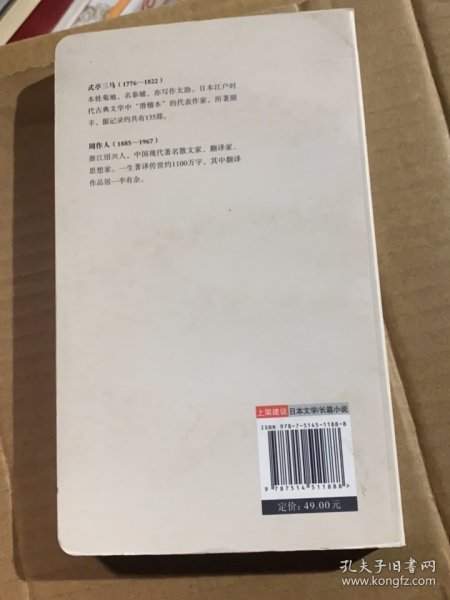 式亭三马（1776—1822）
本姓菊地，名泰辅，亦写作太助。日本江户时
代古典文学中“滑稽本”的代表作家，所著颇
丰，据记录约共有135部。
周作人（1885—1967）
浙江绍兴人，中国现代著名散文家、翻译家、
思想家。一生著译传世约1100万字，其中翻译
作品居一半有余。
上架建议 日本文学/长篇小说
ISBN 978-7-5145-1188-8
9 787514 511888
定价：49.00元
孔夫子旧书网
www.kongfz.com